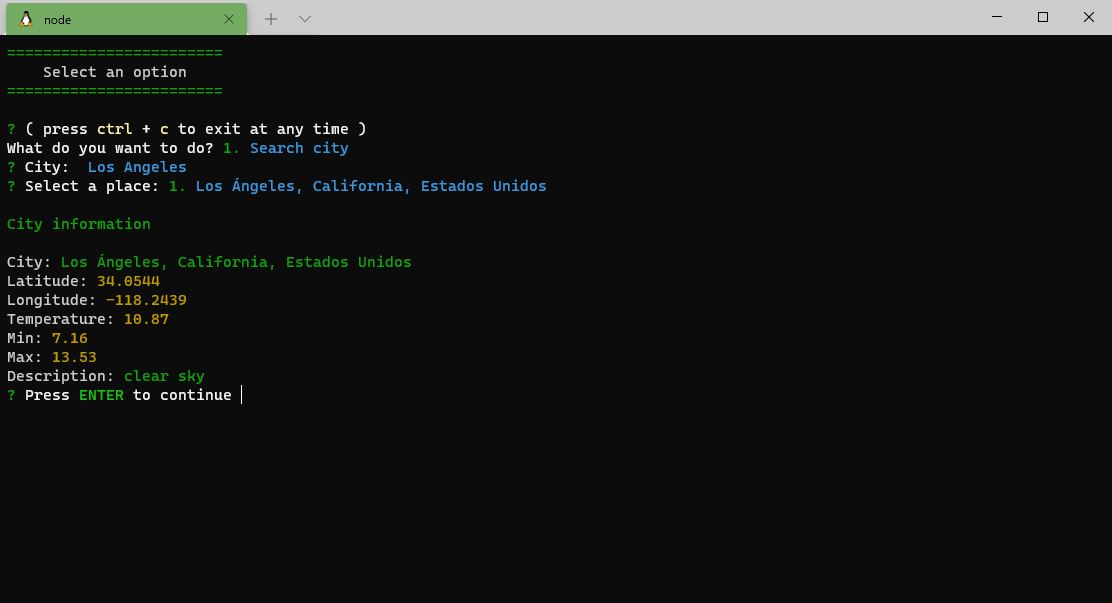 node
========================
Select an option
========================
? ( press ctrl + c to exit at any time )
What do you want to do? 1. Search city
? City:  Los Angeles
? Select a place: 1. Los Ángeles, California, Estados Unidos
City information
City: Los Ángeles, California, Estados Unidos
Latitude: 34.0544
Longitude: -118.2439
Temperature: 10.87
Min: 7.16
Max: 13.53
Description: clear sky
? Press ENTER to continue